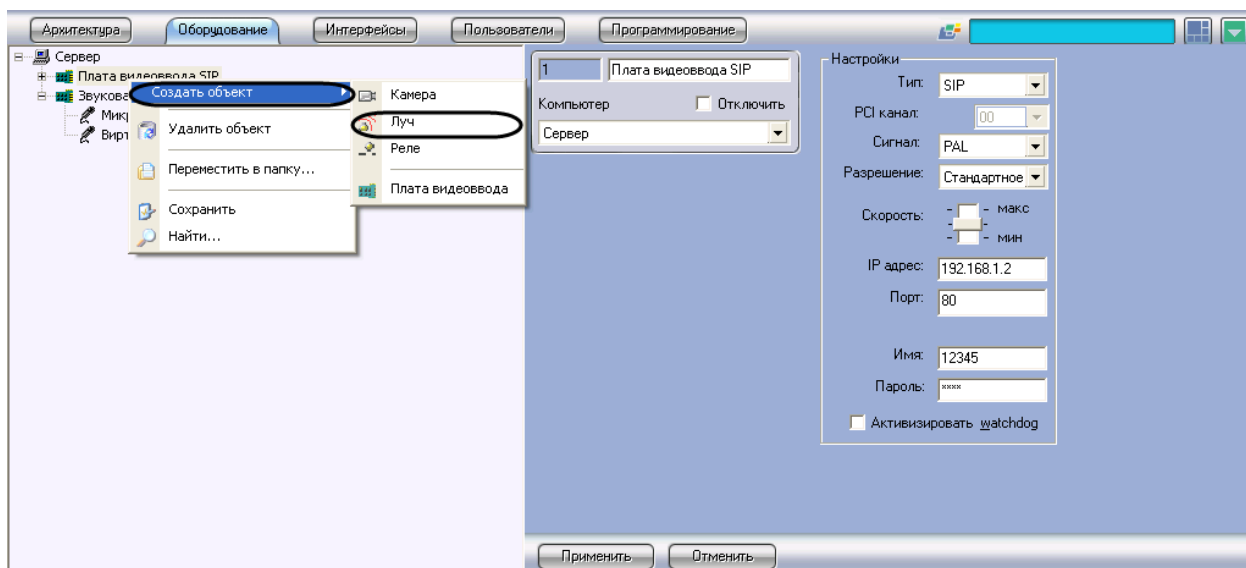 Архитектура Оборудование Интерфейсы Пользователи Программирование
Сервер
Плата видеоввода SIP
Звукова
Мик
Вирт
Создать объект
Удалить объект
Переместить в папку...
Сохранить
Найти...
Камера
Луч
Реле
Плата видеоввода
1 Плата видеоввода SIP
Компьютер Отключить
Сервер
Настройки
Тип: SIP
PCI канал: 00
Сигнал: PAL
Разрешение: Стандартное
Скорость: макс
мин
IP адрес: 192.168.1.2
Порт: 80
Имя: 12345
Пароль: ××××
Активизировать watchdog
Применить Отменить